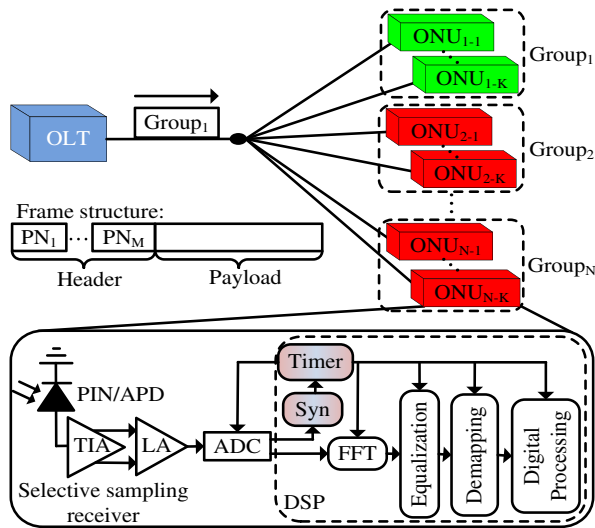 ONU1-1
Group1
ONU1-K
OLT
Group1
ONU2-1
Group2
ONU2-K
Frame structure:
PN1 ... PNM
Header
Payload
ONUN-1
GroupN
ONUN-K
Timer
PIN/APD
Syn
TIA
LA
ADC
FFT
Equalization
Demapping
Digital
Processing
Selective sampling
receiver
DSP